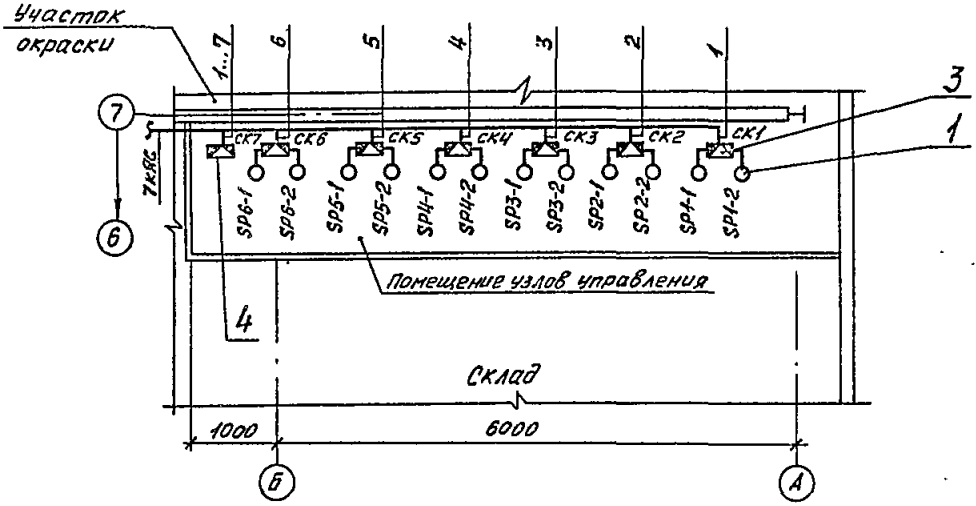 Участок
окраски
1...7
6
5
4
3
2
1
3
1
7
6
7КЯС
СК7
СК6
СК5
СК4
СК3
СК2
СК1
SP6-1
SP6-2
SP5-1
SP5-2
SP4-1
SP4-2
SP3-1
SP3-2
SP2-1
SP2-2
SP1-1
SP1-2
Помещение узлов управления
4
Склад
1000
6000
Б
А